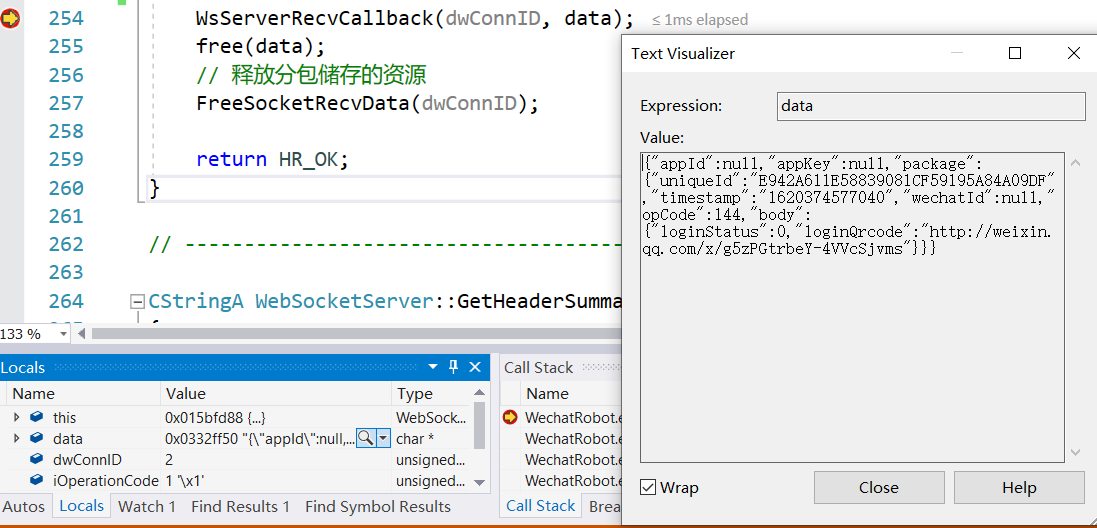 254 WsServerRecvCallback(dwConnID, data); ≤ 1ms elapsed
255 free(data);
256 // 释放分包储存的资源
257 FreeSocketRecvData(dwConnID);
258
259 return HR_OK;
260 }
261
262 // ---------------------------------------
263
264 CStringA WebSocketServer::GetHeaderSumma
133 %
Text Visualizer
Expression: data
Value:
{"appId":null,"appKey":null,"package":
{"uniqueId":"E942A611E58839081CF59195A84A09DF"
,"timestamp":"1620374577040","wechatId":null,"
opCode":144,"body":
{"loginStatus":0,"loginQrcode":"http://weixin.
qq.com/x/g5zPGtrbeY-4VVcSjvms"}}}
Wrap Close Help
Locals
Name Value Type
this 0x015bfd88 {...} WebSock...
data 0x0332ff50 "{\"appId\":null,... char *
dwConnID 2 unsigned...
iOperationCode 1 '\x1' unsigned...
Autos Locals Watch 1 Find Results 1 Find Symbol Results
Call Stack
Name
WechatRobot.e
WechatRobot.e
WechatRobot.e
WechatRobot.e
Call Stack Brea